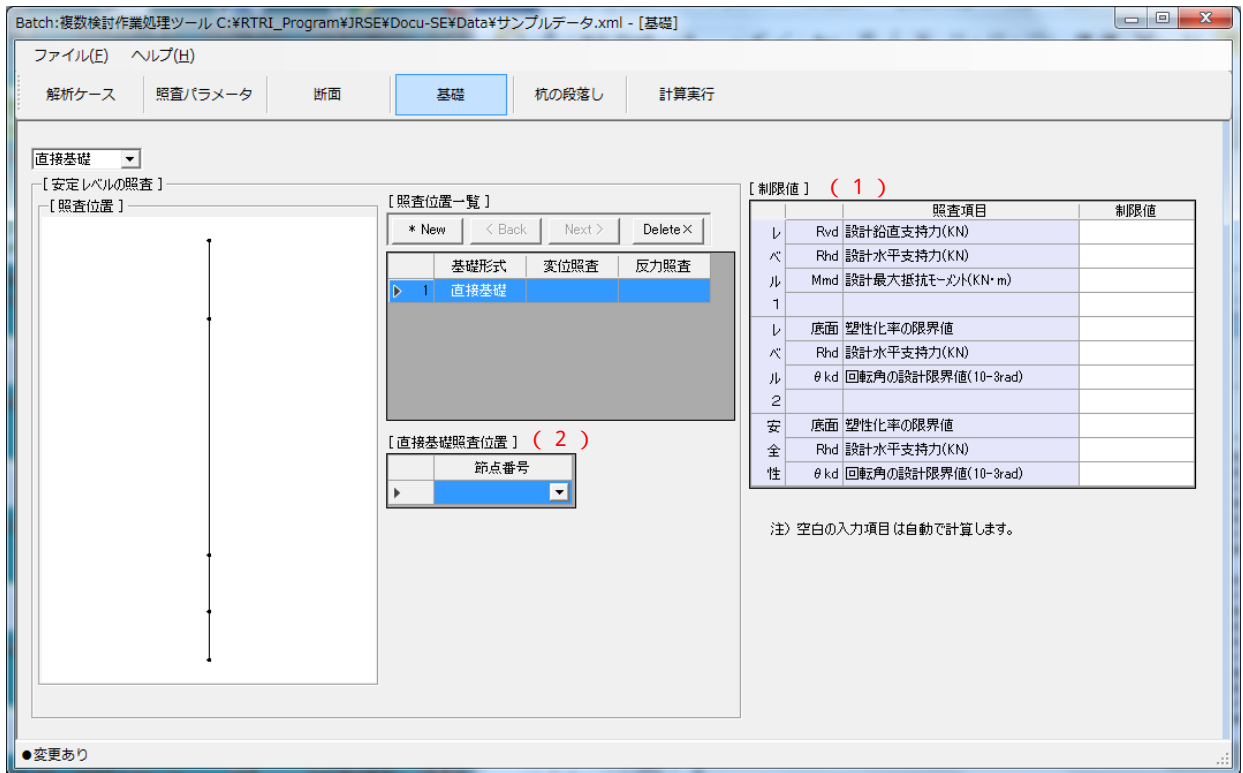 Batch:複数検討作業処理ツール C:¥RTRI_Program¥JRSE¥Docu-SE¥Data¥サンプルデータ.xml - [基礎]
ファイル(F) ヘルプ(H)
解析ケース 照査パラメータ 断面 基礎 杭の段落し 計算実行
直接基礎
[ 安定レベルの照査 ]
[ 照査位置 ]
[ 照査位置一覧 ]
* New < Back Next > Delete×
基礎形式 変位照査 反力照査
1 直接基礎
[ 直接基礎照査位置 ] ( 2 )
節点番号
[ 制限値 ] ( 1 )
照査項目 制限値
レ Rvd 設計鉛直支持力(KN)
ベ Rhd 設計水平支持力(KN)
ル Mmd 設計最大抵抗モーメント(KN・m)
1
レ 底面 塑性化率の限界値
ベ Rhd 設計水平支持力(KN)
ル θkd 回転角の設計限界値(10-3rad)
2
安 底面 塑性化率の限界値
全 Rhd 設計水平支持力(KN)
性 θkd 回転角の設計限界値(10-3rad)
注) 空白の入力項目は自動で計算します。
●変更あり